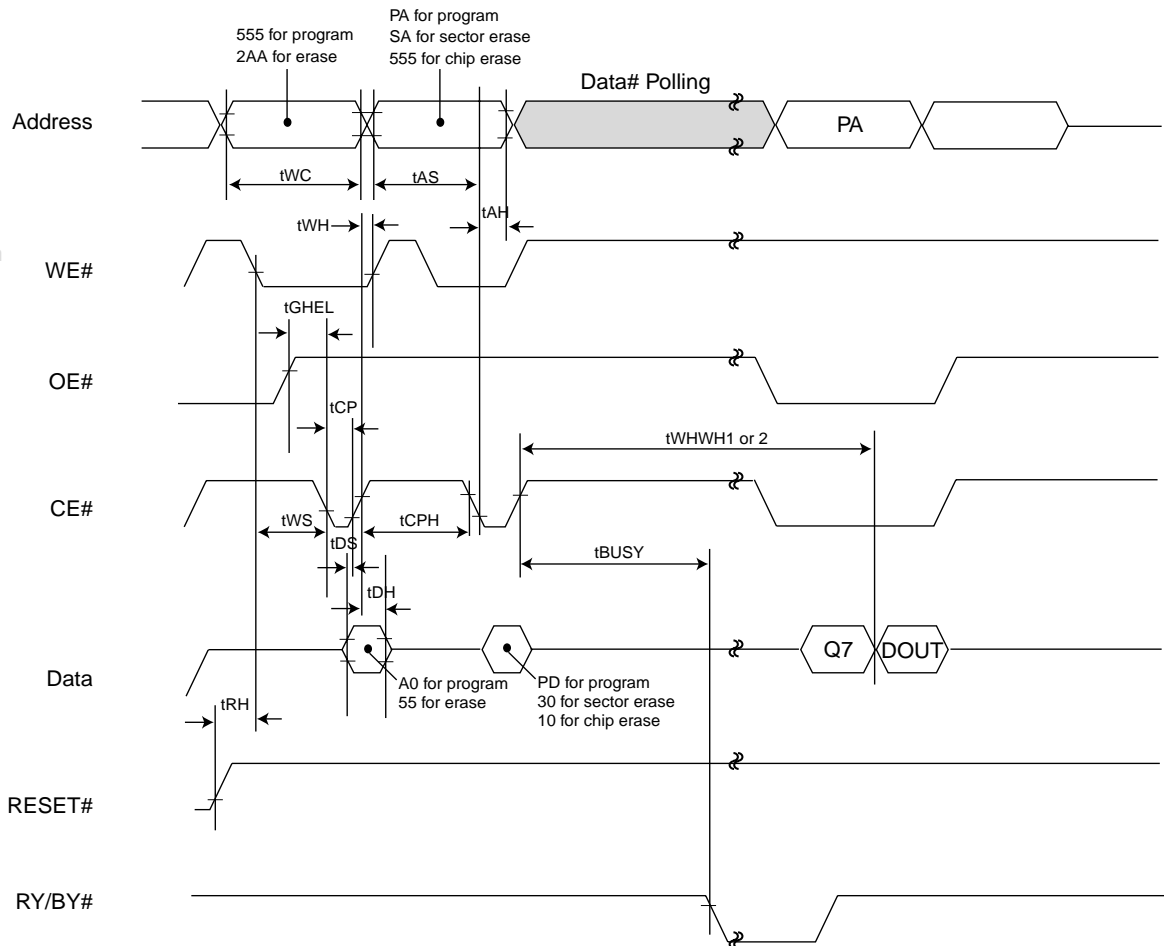 555 for program
2AA for erase
PA for program
SA for sector erase
555 for chip erase
Data# Polling
Address
PA
tWC
tAS
tAH
tWH
WE#
tGHEL
OE#
tCP
tWHWH1 or 2
CE#
tWS
tCPH
tDS
tBUSY
tDH
Q7
DOUT
Data
A0 for program
55 for erase
PD for program
30 for sector erase
10 for chip erase
tRH
RESET#
RY/BY#